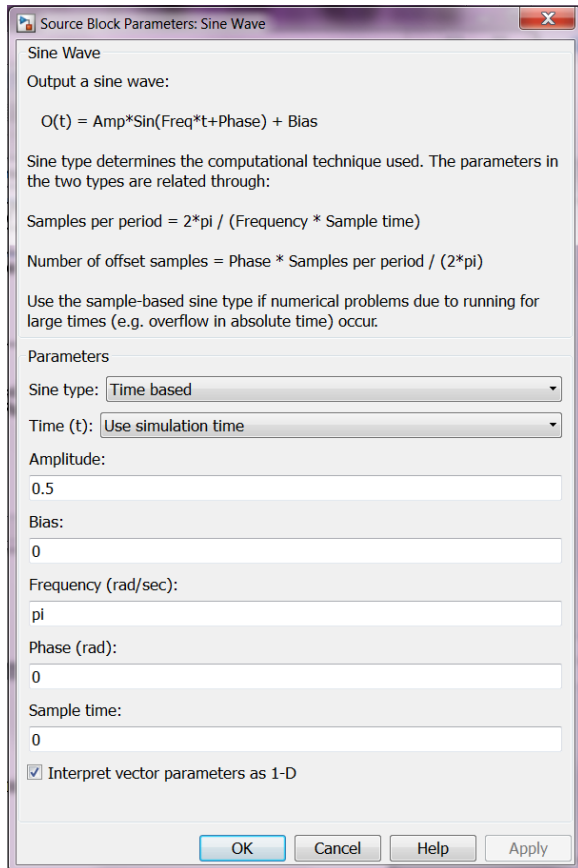 Source Block Parameters: Sine Wave
Sine Wave
Output a sine wave:
O(t) = Amp*Sin(Freq*t+Phase) + Bias
Sine type determines the computational technique used. The parameters in
the two types are related through:
Samples per period = 2*pi / (Frequency * Sample time)
Number of offset samples = Phase * Samples per period / (2*pi)
Use the sample-based sine type if numerical problems due to running for
large times (e.g. overflow in absolute time) occur.
Parameters
Sine type: Time based
Time (t): Use simulation time
Amplitude:
0.5
Bias:
0
Frequency (rad/sec):
pi
Phase (rad):
0
Sample time:
0
Interpret vector parameters as 1-D
OK Cancel Help Apply